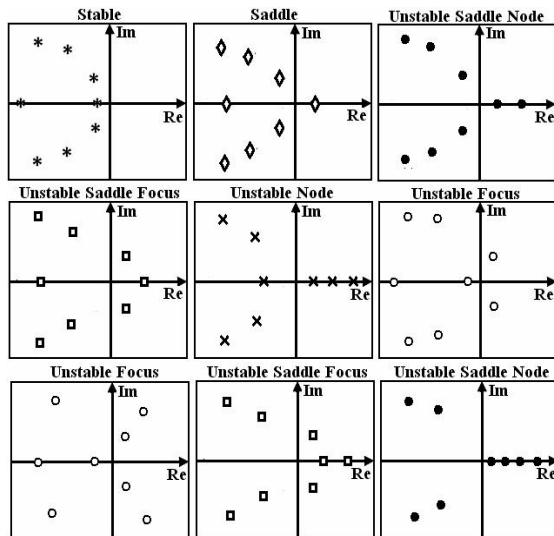 Stable
Saddle
Unstable Saddle Node
Im
Im
Im
Re
Re
Re
Unstable Saddle Focus
Unstable Node
Unstable Focus
Im
Im
Im
Re
Re
Re
Unstable Focus
Unstable Saddle Focus
Unstable Saddle Node
Im
Im
Im
Re
Re
Re